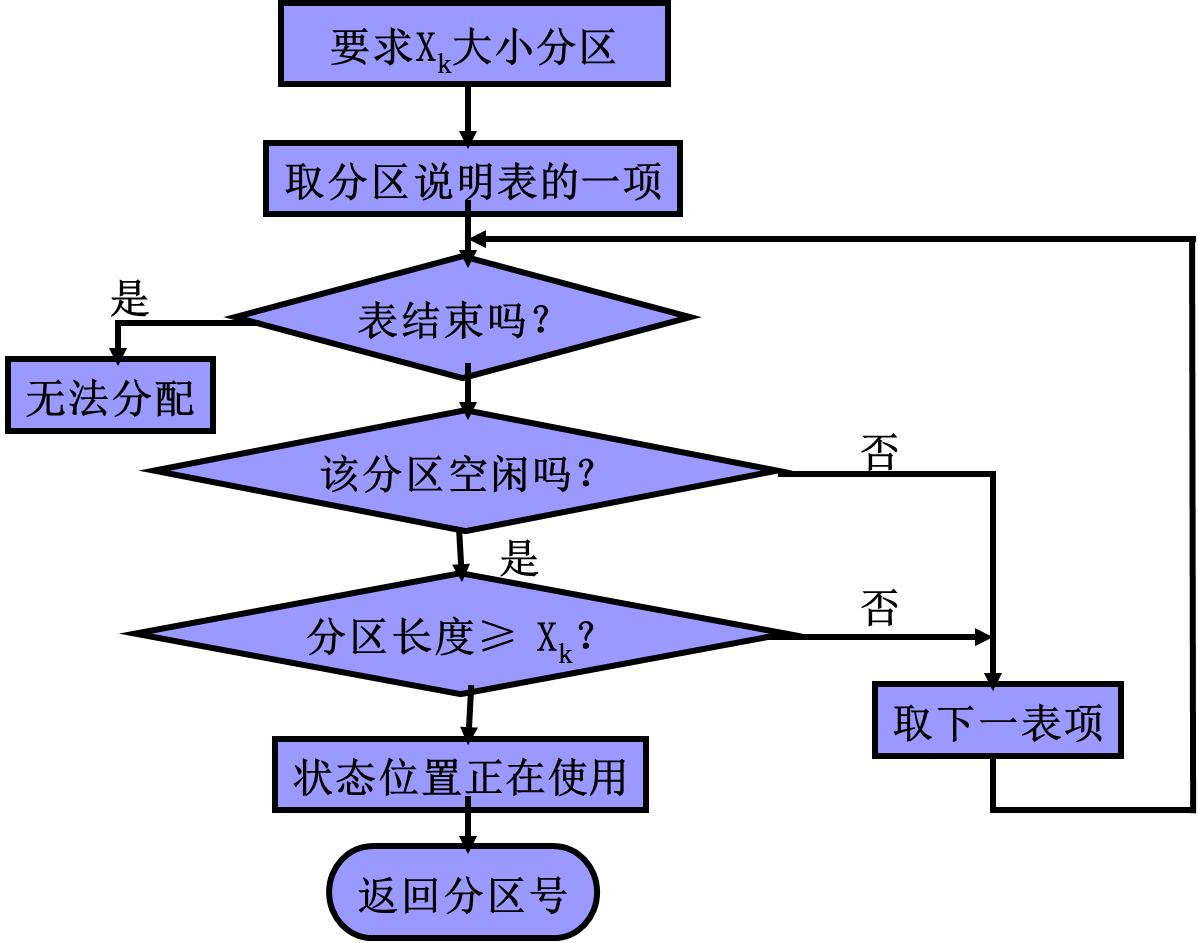 要求Xk大小分区
取分区说明表的一项
是
表结束吗？
无法分配
否
该分区空闲吗？
是
否
分区长度≥ Xk？
取下一表项
状态位置正在使用
返回分区号